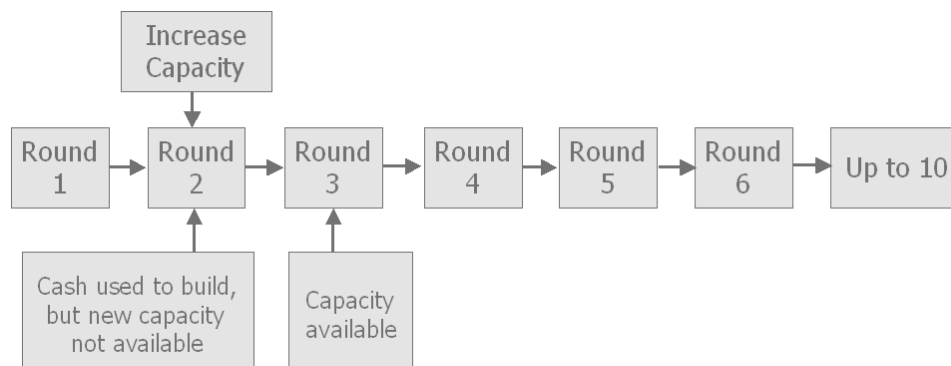 Increase
Capacity
Round
1
Round
2
Round
3
Round
4
Round
5
Round
6
Up to 10
Cash used to build,
but new capacity
not available
Capacity
available